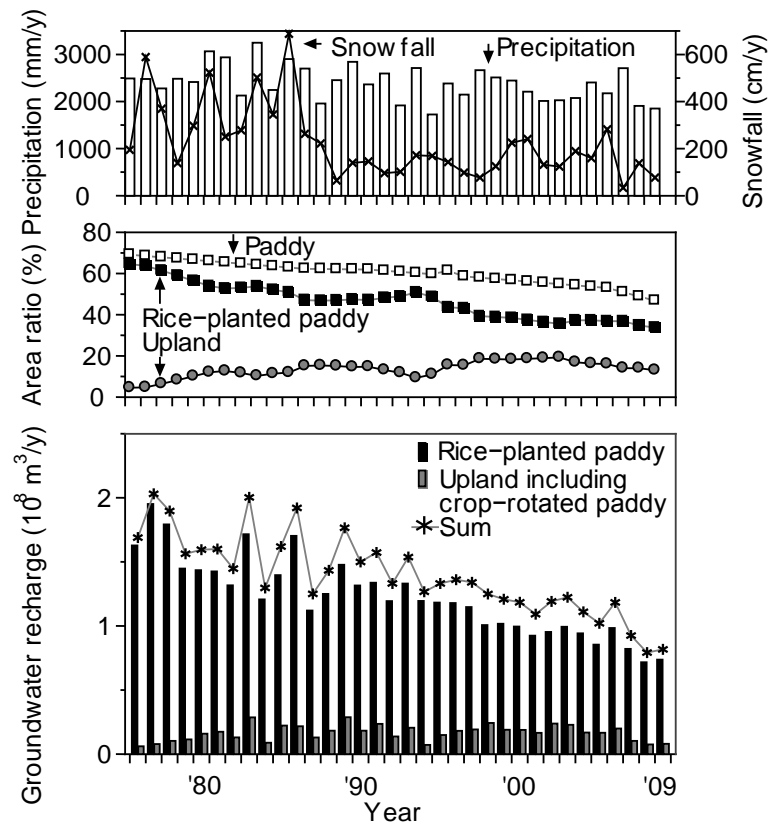 Precipitation (mm/y)
3000
2000
1000
0
Snow fall
Precipitation
600
400
200
0
Snowfall (cm/y)
Area ratio (%)
80
60
40
20
0
Paddy
Rice−planted paddy
Upland
Groundwater recharge (10⁸ m³/y)
2
1
0
Rice−planted paddy
Upland including
crop−rotated paddy
Sum
'80
'90
'00
'09
Year